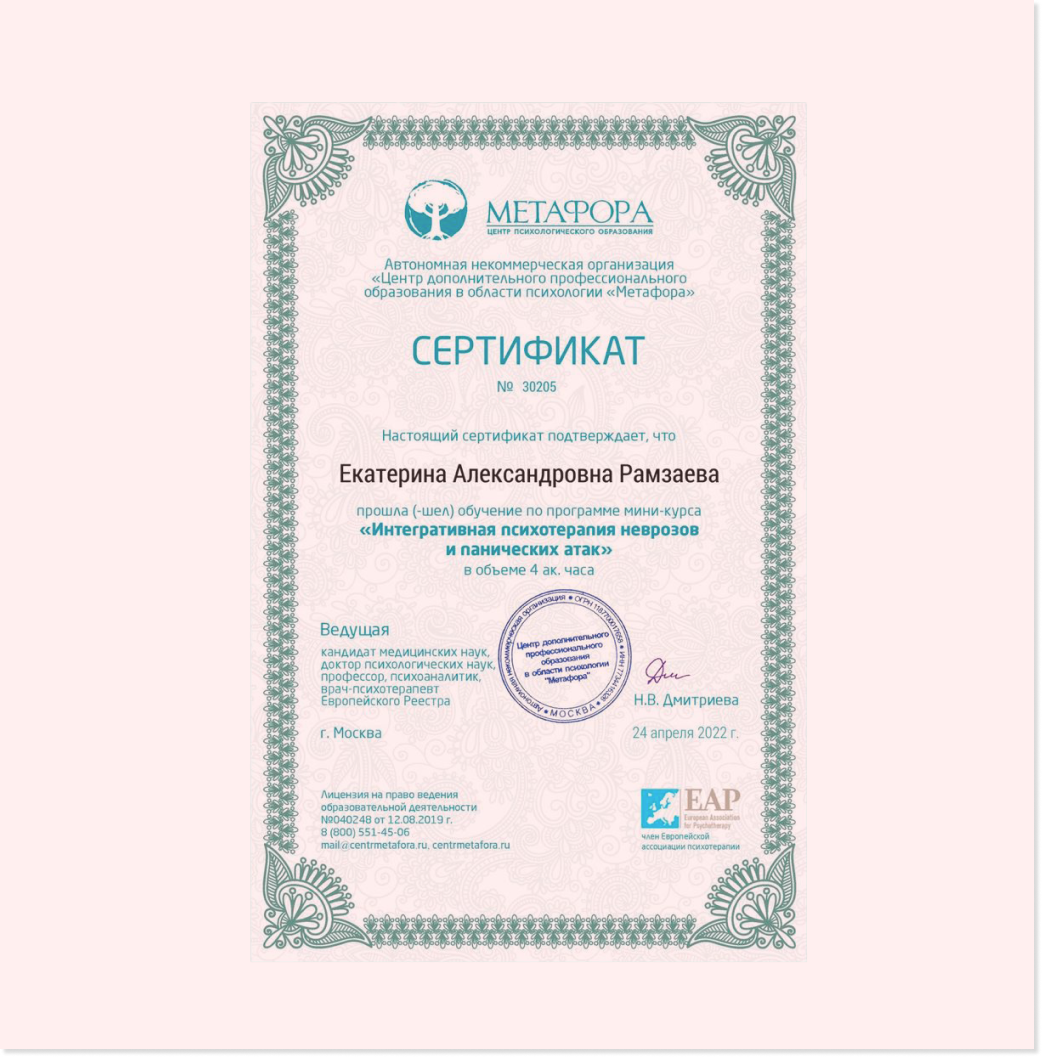 МЕТАФОРА
ЦЕНТР ПСИХОЛОГИЧЕСКОГО ОБРАЗОВАНИЯ
Автономная некоммерческая организация
«Центр дополнительного профессионального
образования в области психологии «Метафора»
СЕРТИФИКАТ
№ 30205
Настоящий сертификат подтверждает, что
Екатерина Александровна Рамзаева
прошла (-шел) обучение по программе мини-курса
«Интегративная психотерапия неврозов
и панических атак»
в объеме 4 ак. часа
Ведущая
кандидат медицинских наук,
доктор психологических наук,
профессор, психоаналитик,
врач-психотерапевт
Европейского Реестра
г. Москва
Автономная некоммерческая организация
Центр дополнительного
профессионального
образования
в области психологии
"Метафора"
МОСКВА
Н.В. Дмитриева
24 апреля 2022 г.
Лицензия на право ведения
образовательной деятельности
№040248 от 12.08.2019 г.
8 (800) 551-45-06
mail@centrmetafora.ru, centrmetafora.ru
EAP
European Association
for Psychotherapy
член Европейской
ассоциации психотерапии